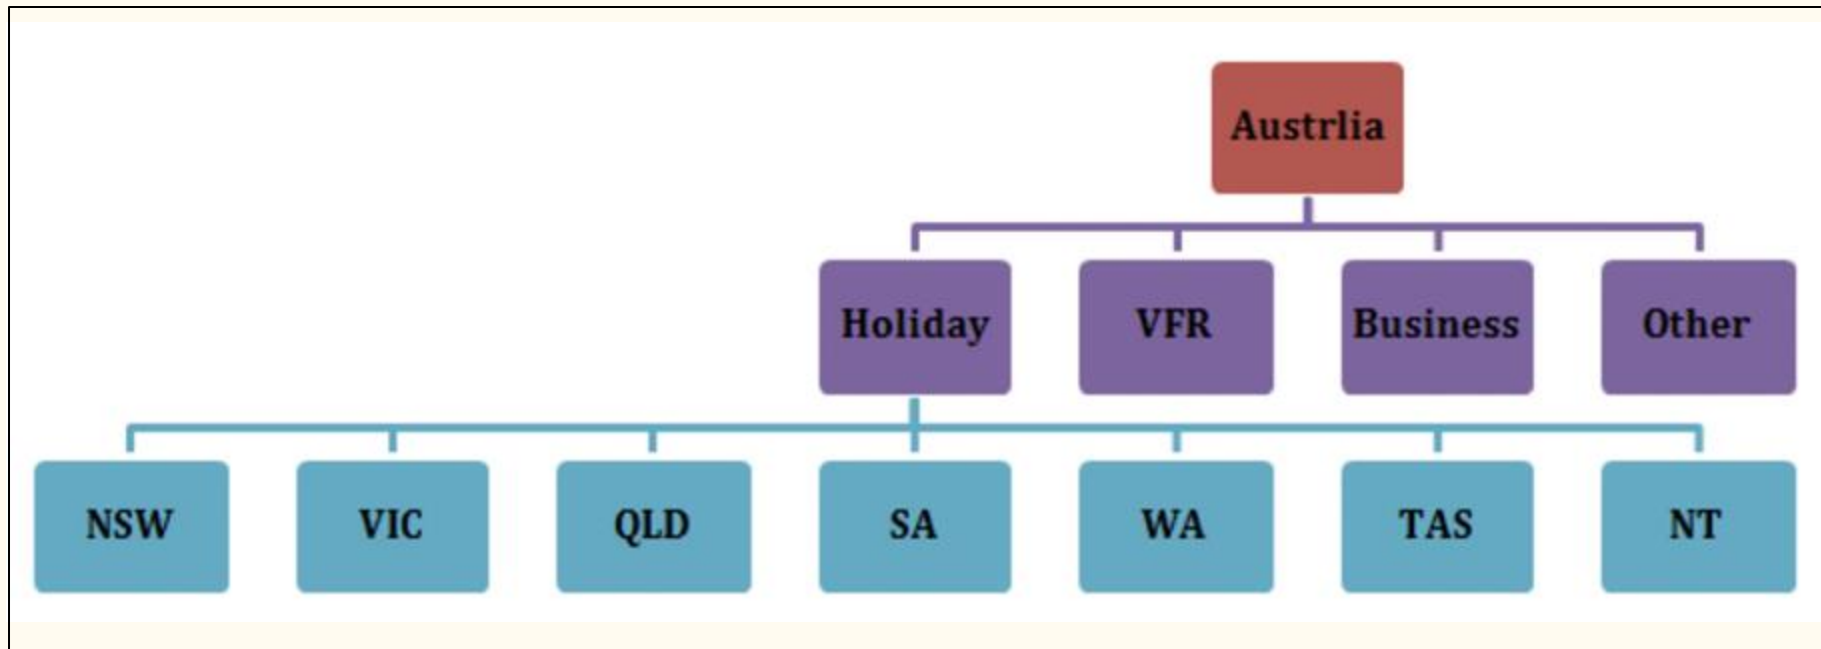 Austrlia
Holiday
VFR
Business
Other
NSW
VIC
QLD
SA
WA
TAS
NT